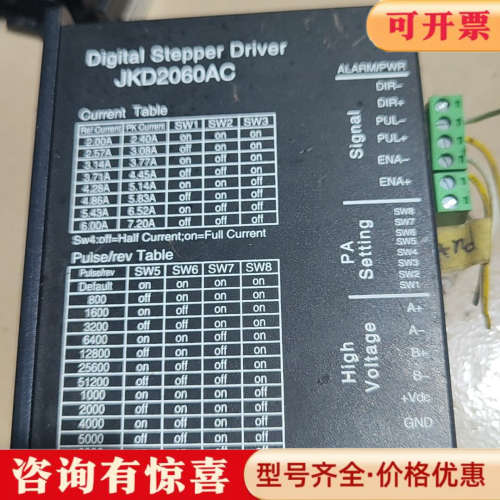 可开票
Digital Stepper Driver
JKD2060AC
Current Table
Ref Current PK Current SW1 SW2 SW3
2.00A 2.40A on on on
2.57A 3.08A off on on
3.14A 3.77A on off on
3.71A 4.45A off off on
4.28A 5.14A on on off
4.86A 5.83A off on off
5.43A 6.52A on off off
6.00A 7.20A off off off
Sw4:off=Half Current;on=Full Current
Pulse/rev Table
Pulse/rev SW5 SW6 SW7 SW8
Default on on on on
800 off on on on
1600 on off on on
3200 off off on on
6400 on on off on
12800 off on off on
25600 on off off on
51200 off off off on
1000 on on on off
2000 off on on off
4000 on off on off
5000 off off on off
ALARM/PWR
DIR-
DIR+
PUL-
PUL+
ENA-
ENA+
Signal
SW8
SW7
SW6
SW5
SW4
SW3
SW2
SW1
PA
Setting
A+
A-
B+
B-
+Vdc
GND
High
Voltage
咨询有惊喜
型号齐全·价格优惠